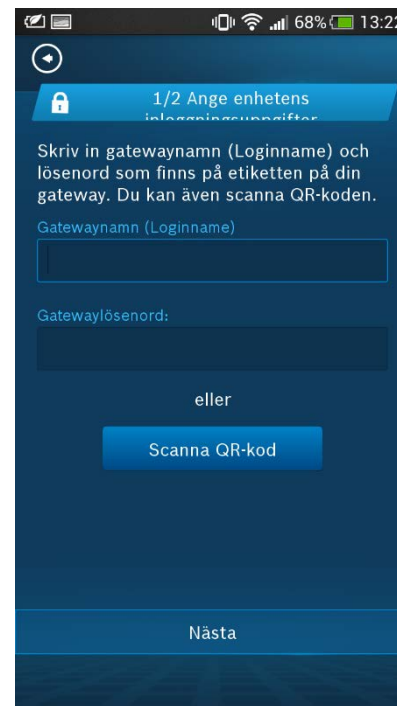 68% 13:22
1/2 Ange enhetens
inloggningsuppgifter
Skriv in gatewaynamn (Loginname) och
lösenord som finns på etiketten på din
gateway. Du kan även scanna QR-koden.
Gatewaynamn (Loginname)
Gatewaylösenord:
eller
Scanna QR-kod
Nästa